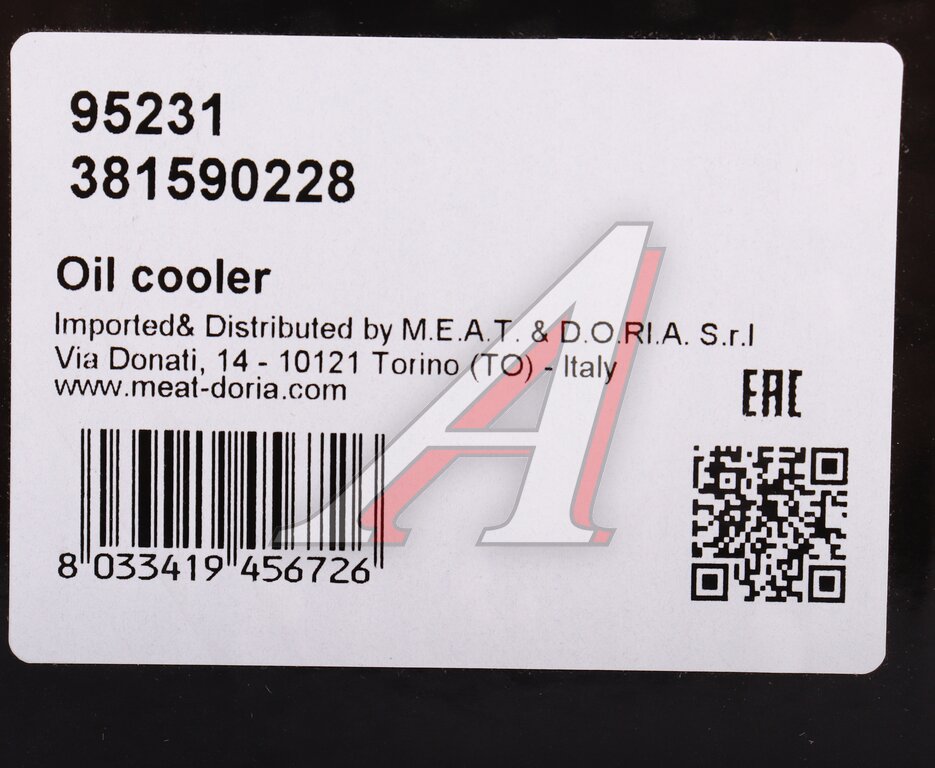 95231
381590228
Oil cooler
Imported& Distributed by M.E.A.T. & D.O.RI.A. S.r.l
Via Donati, 14 - 10121 Torino (TO) - Italy
www.meat-doria.com
EAC
8 033419 456726